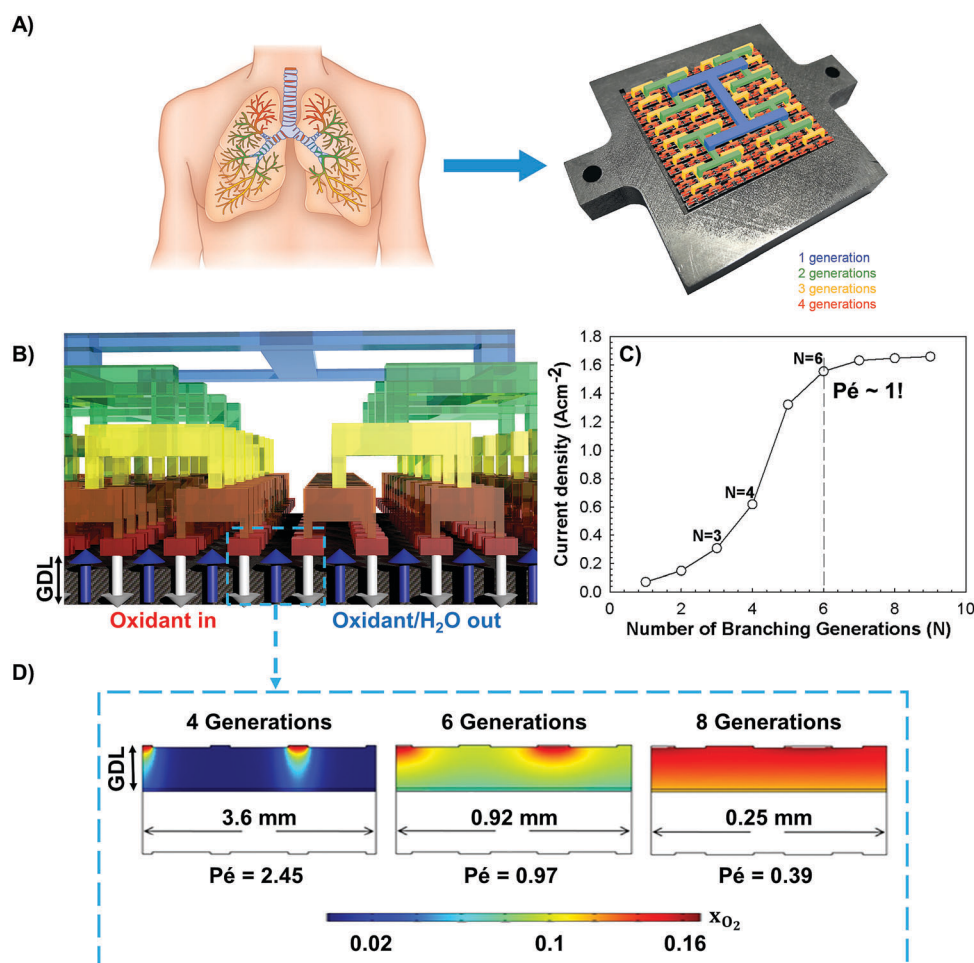 A)
1 generation
2 generations
3 generations
4 generations
B)
GDL
Oxidant in
Oxidant/H₂O out
C)
Current density (Acm⁻²)
1.8
1.6
1.4
1.2
1.0
0.8
0.6
0.4
0.2
0.0
N=6
Pé ~ 1!
N=4
N=3
0 2 4 6 8 10
Number of Branching Generations (N)
D)
4 Generations 6 Generations 8 Generations
GDL
3.6 mm 0.92 mm 0.25 mm
Pé = 2.45 Pé = 0.97 Pé = 0.39
x_O₂
0.02 0.1 0.16